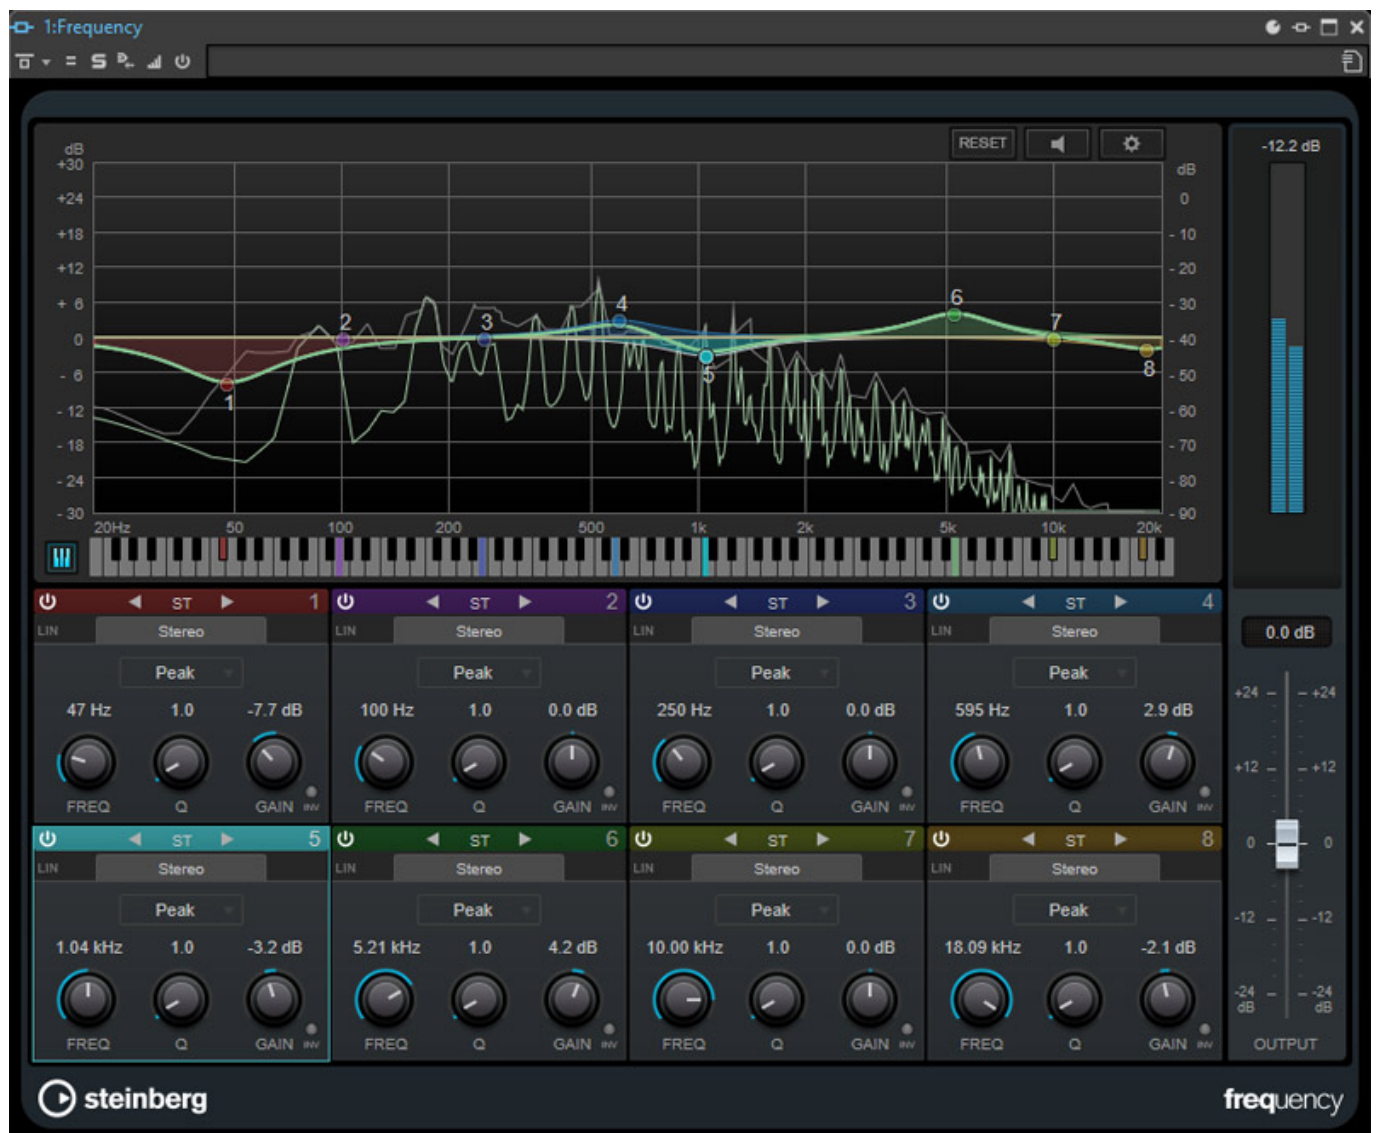 1:Frequency
RESET
-12.2 dB
dB
+30
+24
+18
+12
+ 6
0
- 6
- 12
- 18
- 24
- 30
dB
0
- 10
- 20
- 30
- 40
- 50
- 60
- 70
- 80
- 90
1 2 3 4 5 6 7 8
20Hz 50 100 200 500 1k 2k 5k 10k 20k
ST 1 ST 2 ST 3 ST 4
LIN Stereo LIN Stereo LIN Stereo LIN Stereo
Peak Peak Peak Peak
47 Hz 1.0 -7.7 dB 100 Hz 1.0 0.0 dB 250 Hz 1.0 0.0 dB 595 Hz 1.0 2.9 dB
FREQ Q GAIN INV FREQ Q GAIN INV FREQ Q GAIN INV FREQ Q GAIN INV
ST 5 ST 6 ST 7 ST 8
LIN Stereo LIN Stereo LIN Stereo LIN Stereo
Peak Peak Peak Peak
1.04 kHz 1.0 -3.2 dB 5.21 kHz 1.0 4.2 dB 10.00 kHz 1.0 0.0 dB 18.09 kHz 1.0 -2.1 dB
FREQ Q GAIN INV FREQ Q GAIN INV FREQ Q GAIN INV FREQ Q GAIN INV
0.0 dB
+24 +24
+12 +12
0 0
-12 -12
-24 -24
dB dB
OUTPUT
steinberg
frequency